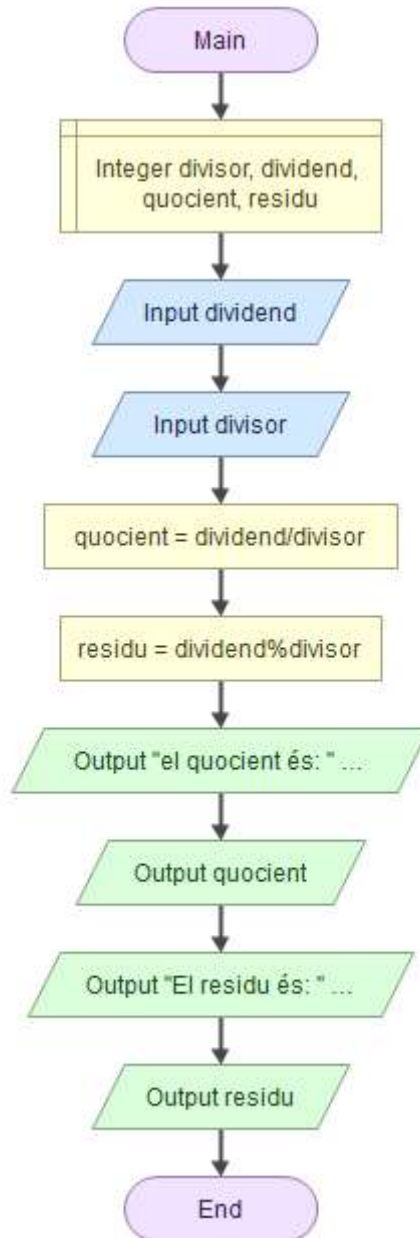 Main
Integer divisor, dividend,
quocient, residu
Input dividend
Input divisor
quocient = dividend/divisor
residu = dividend%divisor
Output "el quocient és: " ...
Output quocient
Output "El residu és: " ...
Output residu
End